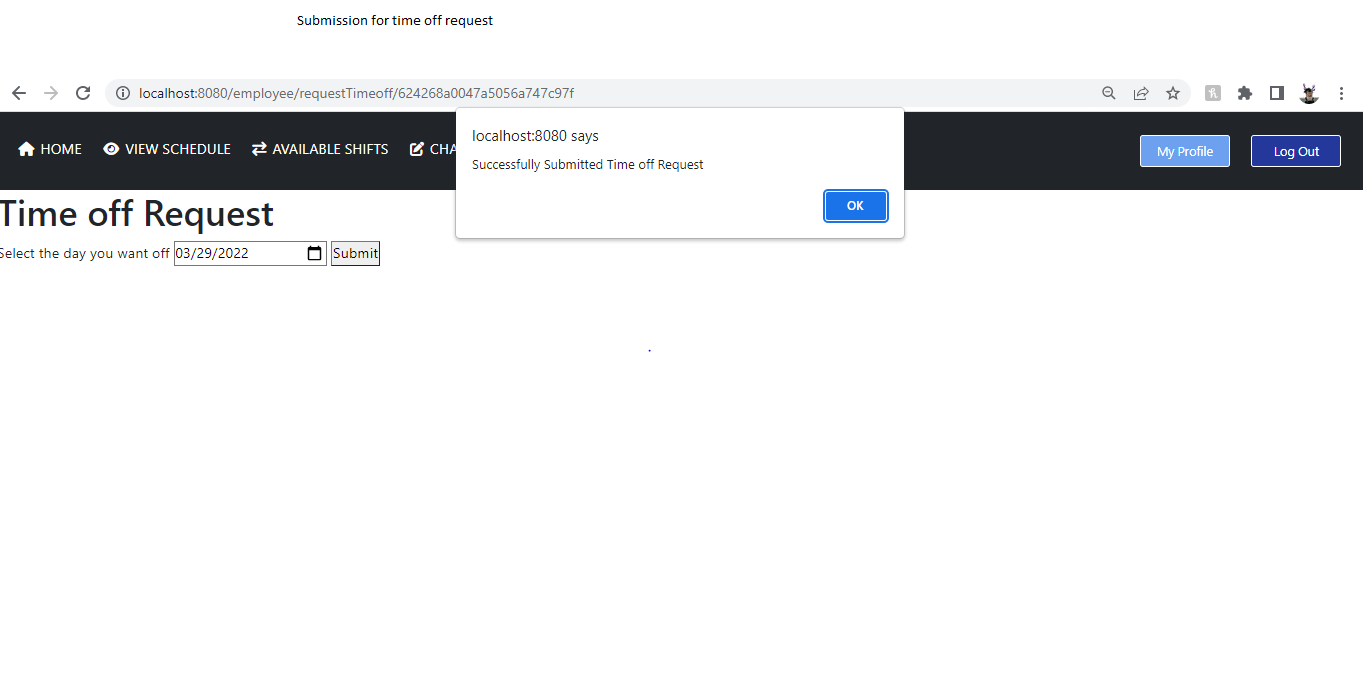 Submission for time off request
localhost:8080/employee/requestTimeoff/624268a0047a5056a747c97f
localhost:8080 says
Successfully Submitted Time off Request
OK
HOME VIEW SCHEDULE AVAILABLE SHIFTS CHA
My Profile Log Out
Time off Request
Select the day you want off 03/29/2022 Submit